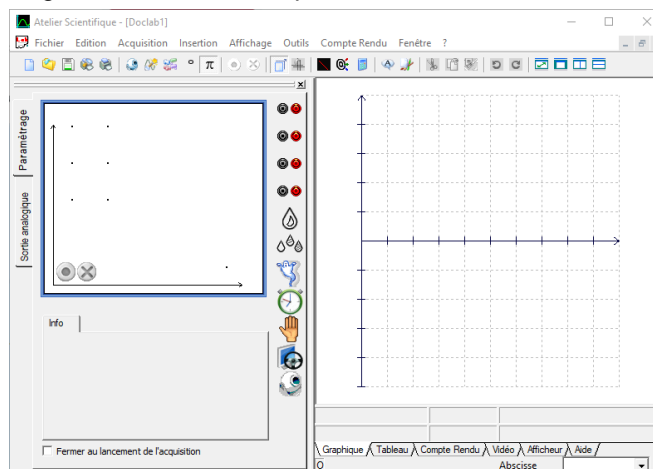 Atelier Scientifique - [Doclab1]
Fichier Edition Acquisition Insertion Affichage Outils Compte Rendu Fenêtre ?
Paramétrage
Sortie analogique
Info
Fermer au lancement de l'acquisition
Graphique Tableau Compte Rendu Vidéo Afficheur Aide
Abscisse